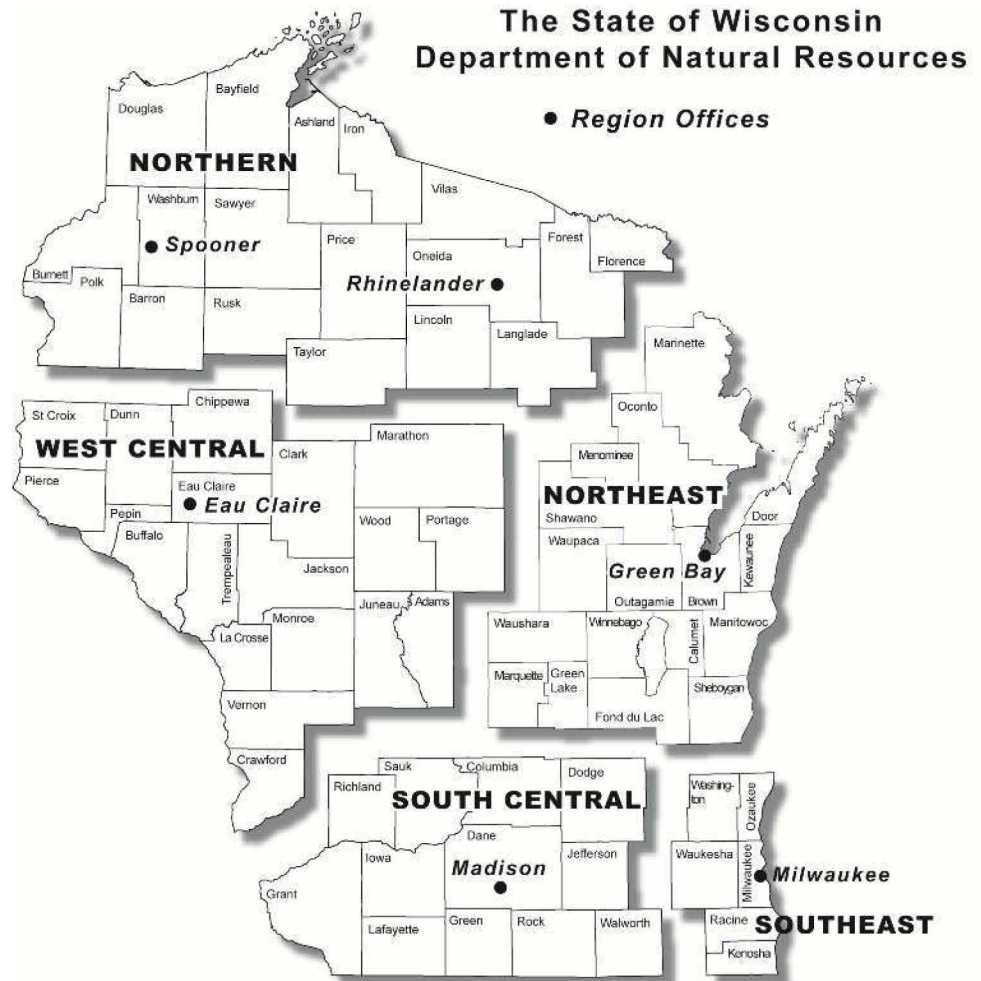 The State of Wisconsin
Department of Natural Resources
Region Offices
Douglas
Bayfield
Ashland
Iron
NORTHERN
Vilas
Washburn
Sawyer
Spooner
Price
Forest
Oneida
Florence
Burnett
Polk
Rhinelander
Barron
Rusk
Lincoln
Langlade
Taylor
Marinette
Chippewa
St Croix
Dunn
Oconto
WEST CENTRAL
Marathon
Clark
Menominee
Pierce
Eau Claire
Eau Claire
NORTHEAST
Pepin
Wood
Portage
Shawano
Door
Buffalo
Waupaca
Trempealeau
Kewaunee
Jackson
Green Bay
Juneau
Adams
Outagamie
Brown
Monroe
La Crosse
Waushara
Winnebago
Calumet
Manitowoc
Marquette
Green
Lake
Sheboygan
Vernon
Fond du Lac
Crawford
Sauk
Columbia
Dodge
Richland
SOUTH CENTRAL
Washing-
ton
Ozaukee
Dane
Iowa
Jefferson
Waukesha
Milwaukee
Madison
Milwaukee
Grant
Lafayette
Green
Rock
Walworth
Racine
SOUTHEAST
Kenosha